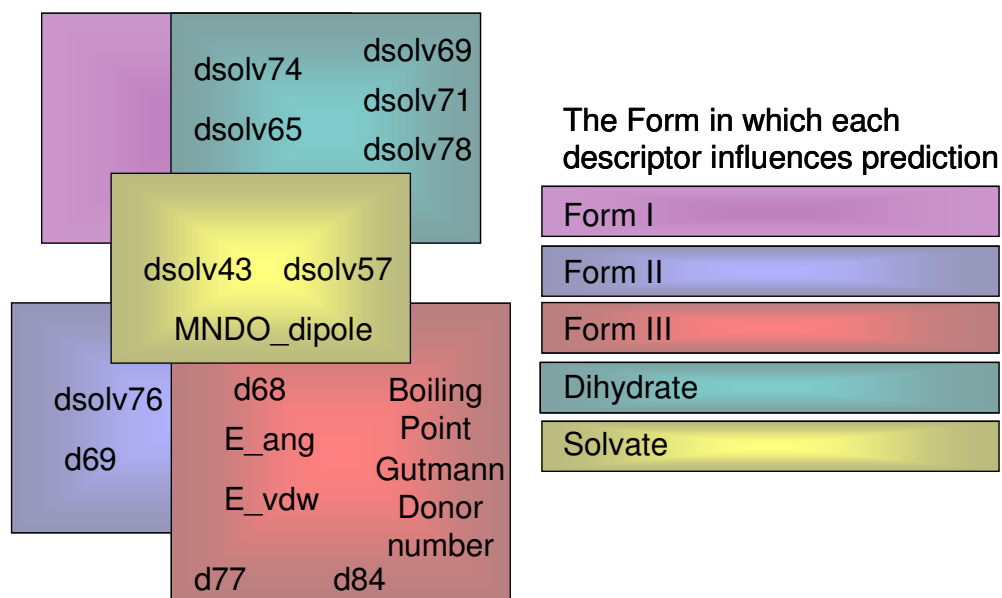 dsolv74
dsolv69
dsolv71
dsolv65
dsolv78
dsolv43 dsolv57
MNDO_dipole
dsolv76
d69
d68
E_ang
E_vdw
Boiling
Point
Gutmann
Donor
number
d77
d84
The Form in which each
descriptor influences prediction
Form I
Form II
Form III
Dihydrate
Solvate